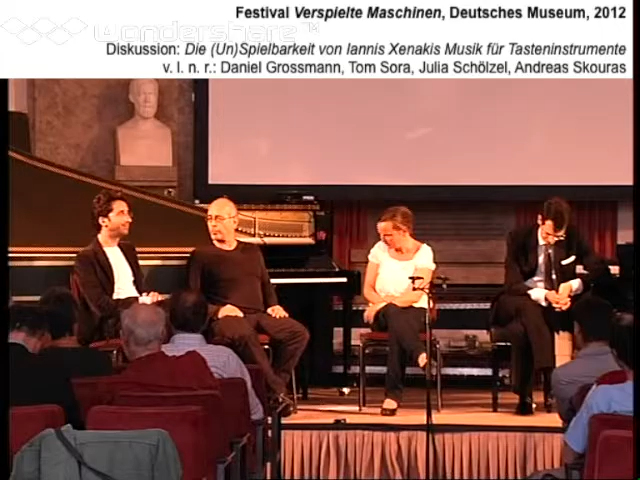 Festival Verspielte Maschinen, Deutsches Museum, 2012
Wondershare™
Diskussion: Die (Un)Spielbarkeit von Iannis Xenakis Musik für Tasteninstrumente
v. l. n. r.: Daniel Grossmann, Tom Sora, Julia Schölzel, Andreas Skouras